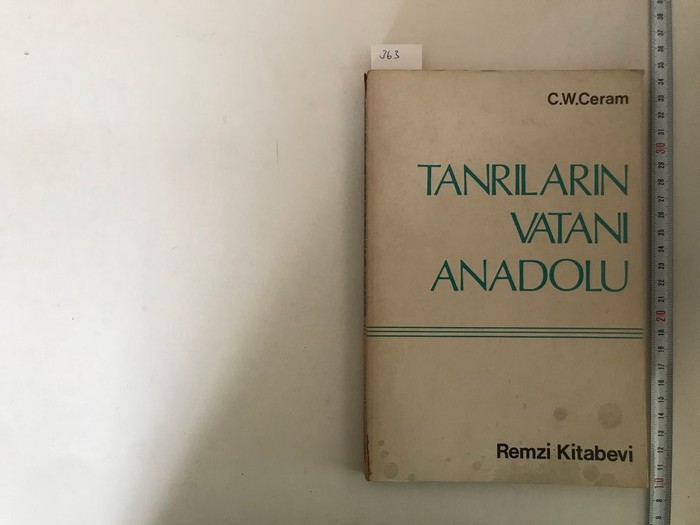 363
C.W.Ceram
TANRILARIN
VATANI
ANADOLU
Remzi Kitabevi